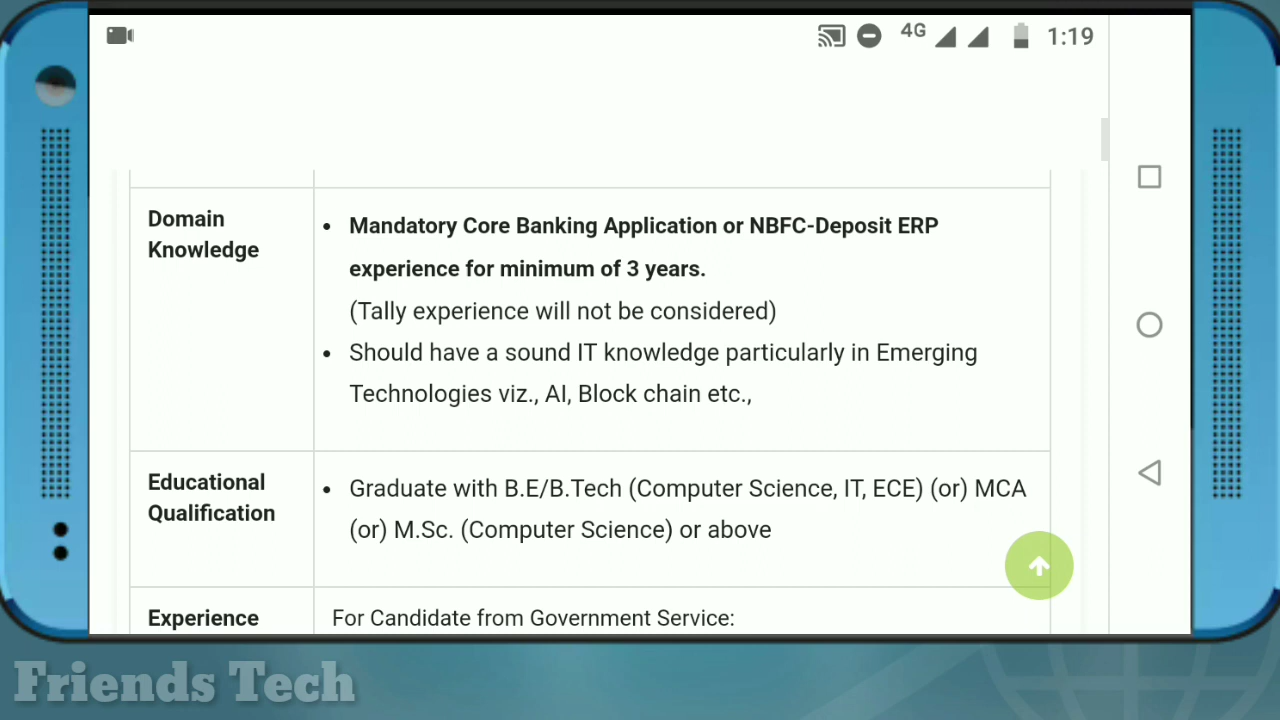 4G 1:19
Domain
Knowledge
• Mandatory Core Banking Application or NBFC-Deposit ERP
experience for minimum of 3 years.
(Tally experience will not be considered)
• Should have a sound IT knowledge particularly in Emerging
Technologies viz., AI, Block chain etc.,
Educational
Qualification
• Graduate with B.E/B.Tech (Computer Science, IT, ECE) (or) MCA
(or) M.Sc. (Computer Science) or above
Experience
For Candidate from Government Service:
Friends Tech